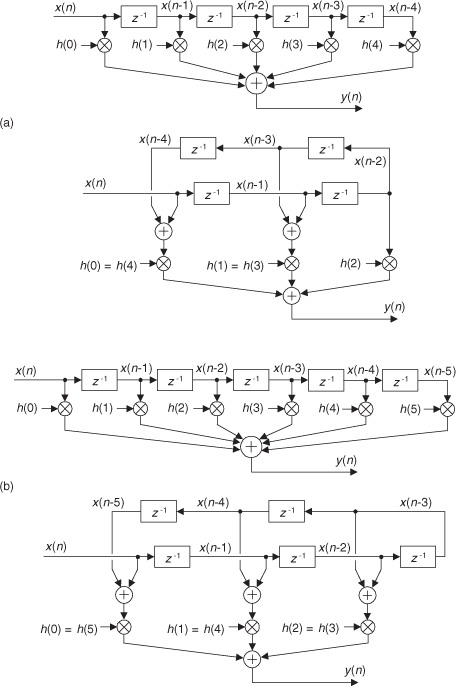 x(n) x(n-1) x(n-2) x(n-3) x(n-4)
z⁻¹ z⁻¹ z⁻¹ z⁻¹
h(0) h(1) h(2) h(3) h(4)
+
y(n)
(a)
x(n-4) z⁻¹ x(n-3) z⁻¹
x(n-2)
x(n) z⁻¹ x(n-1) z⁻¹
+ +
h(0) = h(4) h(1) = h(3) h(2)
+
y(n)
x(n) x(n-1) x(n-2) x(n-3) x(n-4) x(n-5)
z⁻¹ z⁻¹ z⁻¹ z⁻¹ z⁻¹
h(0) h(1) h(2) h(3) h(4) h(5)
+
y(n)
(b)
x(n-5) z⁻¹ x(n-4) z⁻¹ x(n-3)
x(n) z⁻¹ x(n-1) z⁻¹ x(n-2) z⁻¹
+ + +
h(0) = h(5) h(1) = h(4) h(2) = h(3)
+
y(n)